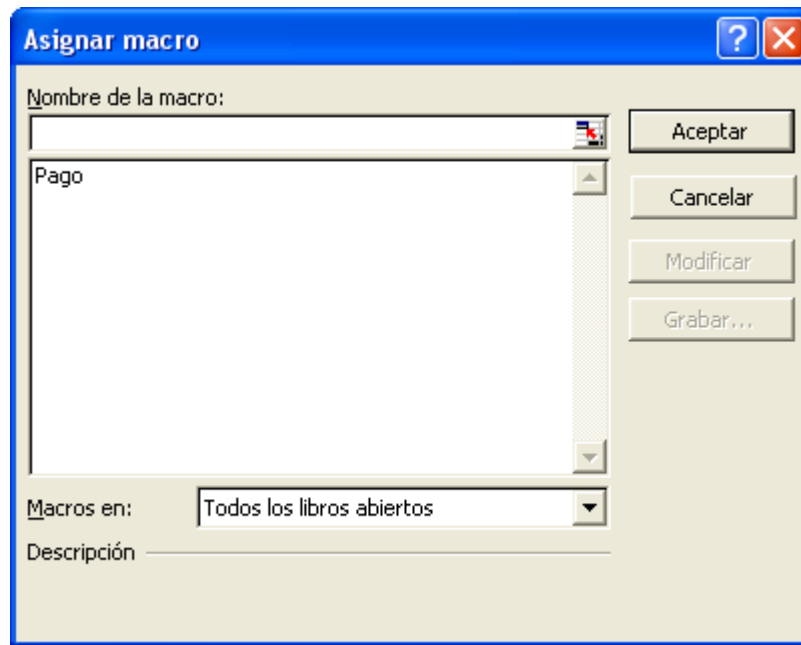 Asignar macro
Nombre de la macro:
Aceptar
Pago
Cancelar
Modificar
Grabar...
Macros en:
Todos los libros abiertos
Descripción